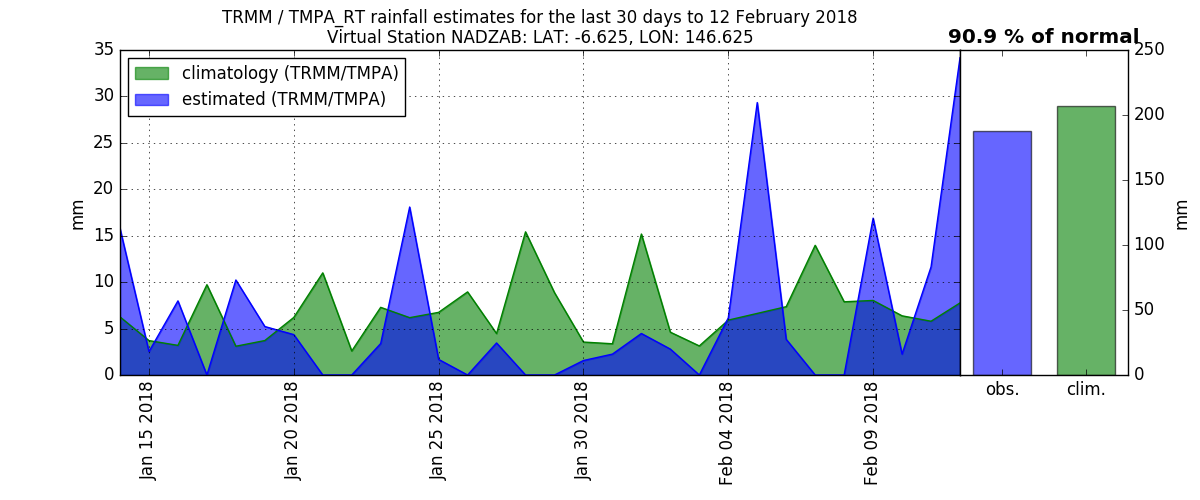 TRMM / TMPA_RT rainfall estimates for the last 30 days to 12 February 2018
Virtual Station NADZAB: LAT: -6.625, LON: 146.625
90.9 % of normal
climatology (TRMM/TMPA)
estimated (TRMM/TMPA)
35
30
25
20
15
10
5
0
mm
Jan 15 2018
Jan 20 2018
Jan 25 2018
Jan 30 2018
Feb 04 2018
Feb 09 2018
250
200
150
100
50
0
mm
obs.
clim.